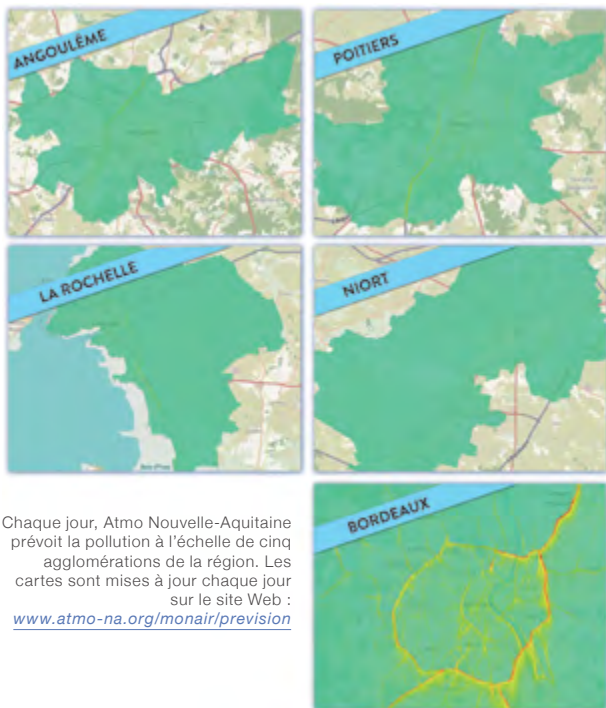 ANGOULÊME
POITIERS
LA ROCHELLE
NIORT
BORDEAUX
Chaque jour, Atmo Nouvelle-Aquitaine
prévoit la pollution à l'échelle de cinq
agglomérations de la région. Les
cartes sont mises à jour chaque jour
sur le site Web :
www.atmo-na.org/monair/prevision